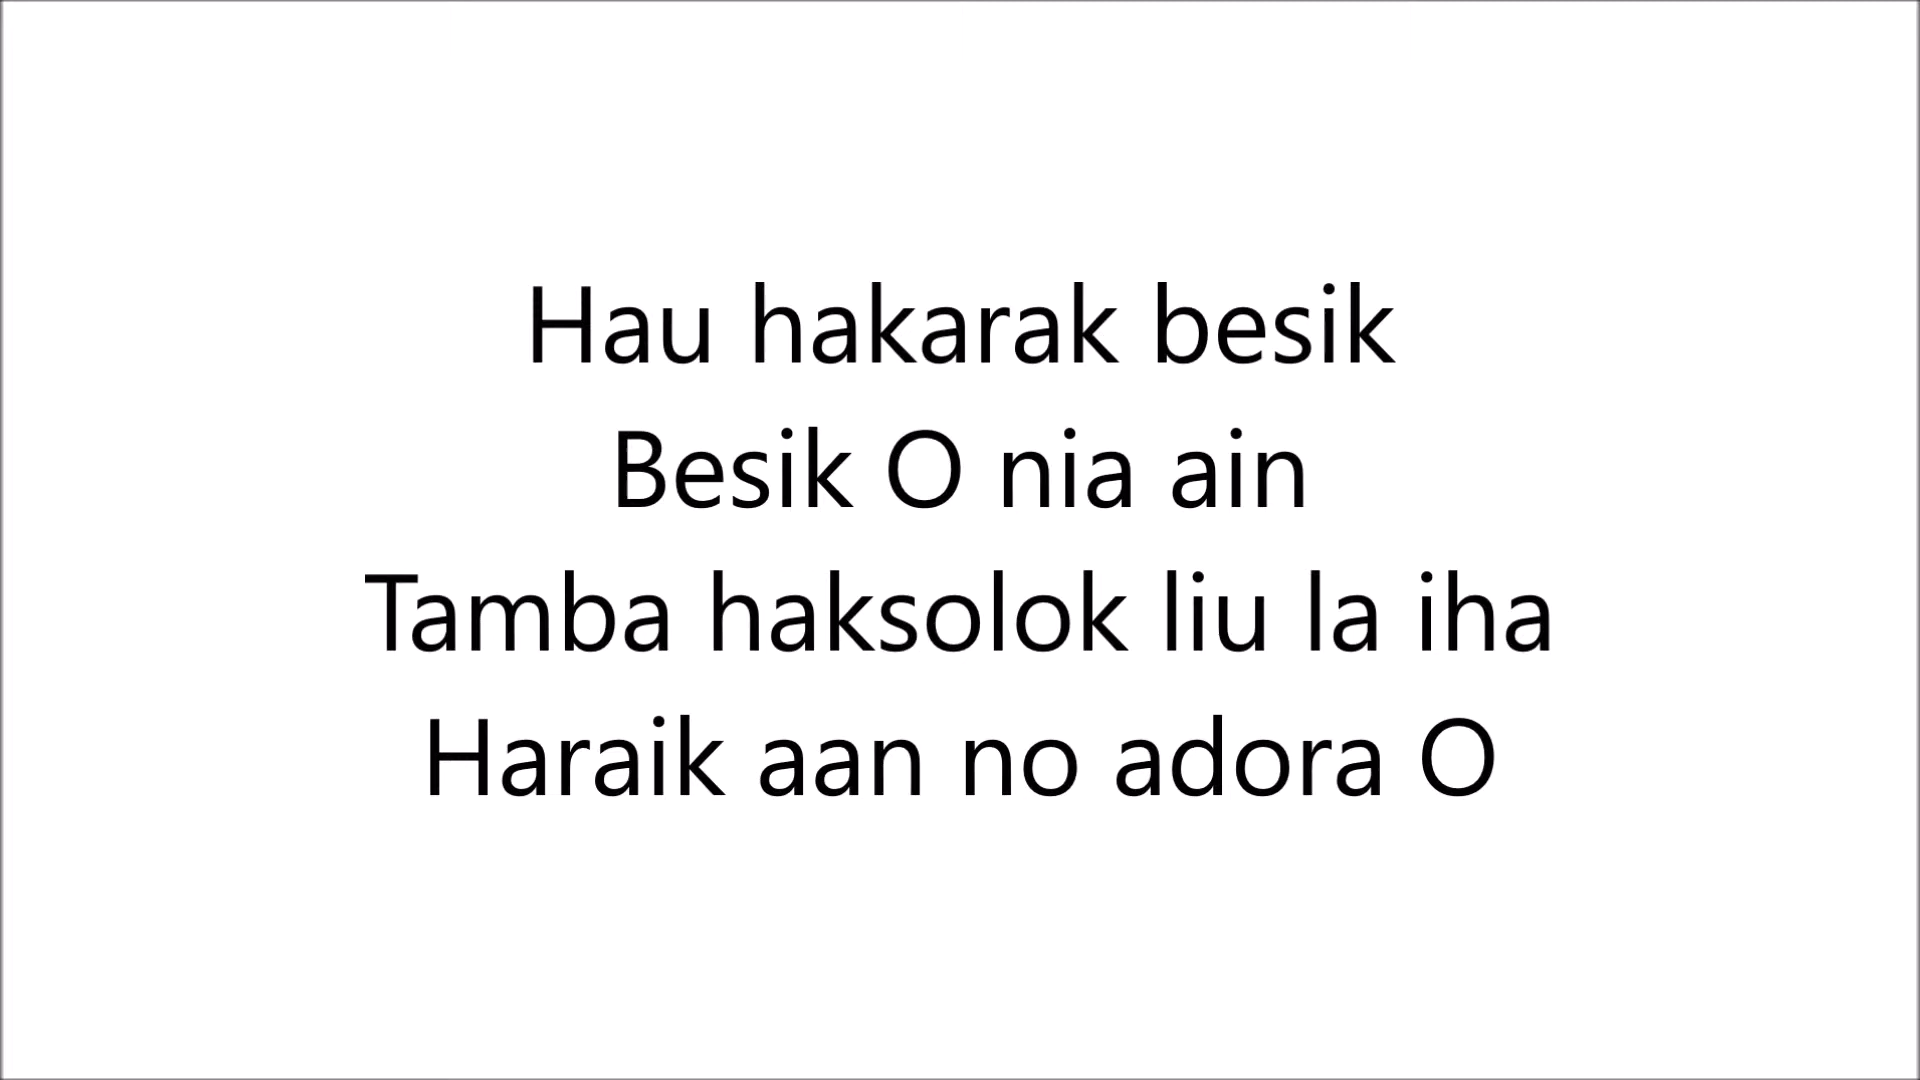 Hau hakarak besik
Besik O nia ain
Tamba haksolok liu la iha
Haraik aan no adora O